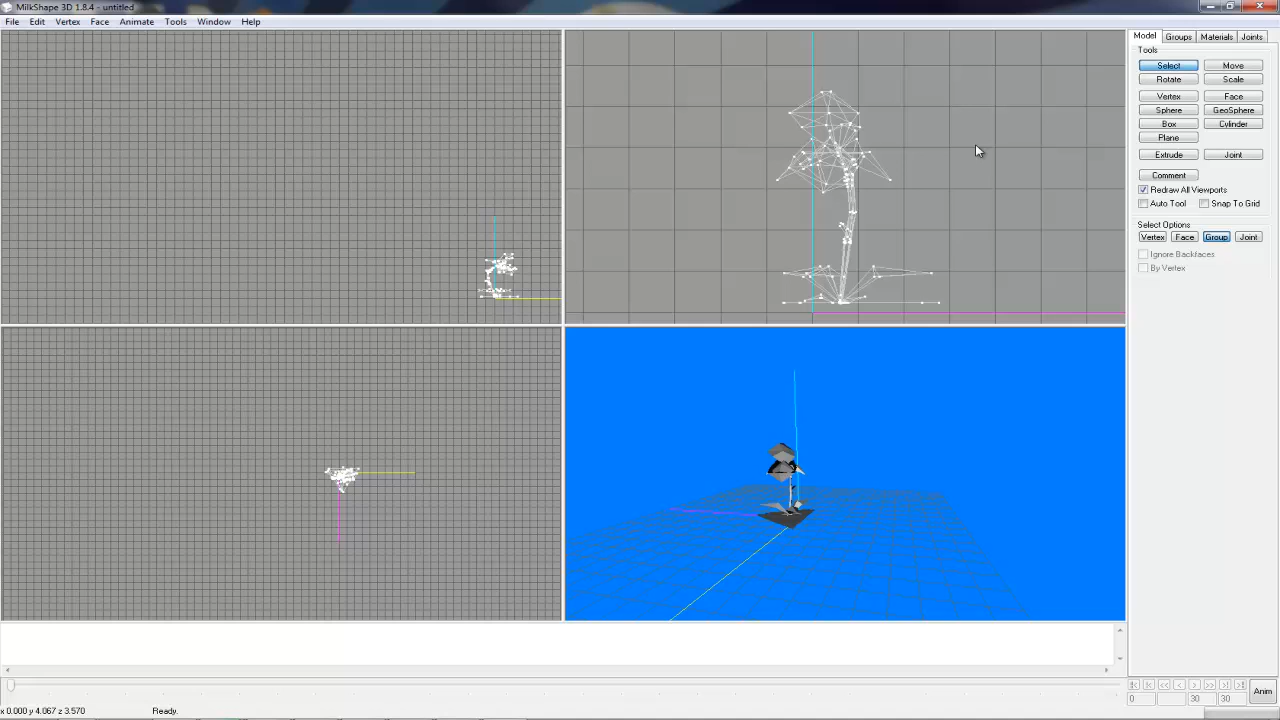 MilkShape 3D 1.8.4 - untitled
File Edit Vertex Face Animate Tools Window Help
Model Groups Materials Joints
Tools
Select Move
Rotate Scale
Vertex Face
Sphere GeoSphere
Box Cylinder
Plane
Extrude Joint
Comment
Redraw All Viewports
Auto Tool Snap To Grid
Select Options
Vertex Face Group Joint
Ignore Backfaces
By Vertex
0 30 30 Anim
x 0.000 y 4.067 z 3.570 Ready.